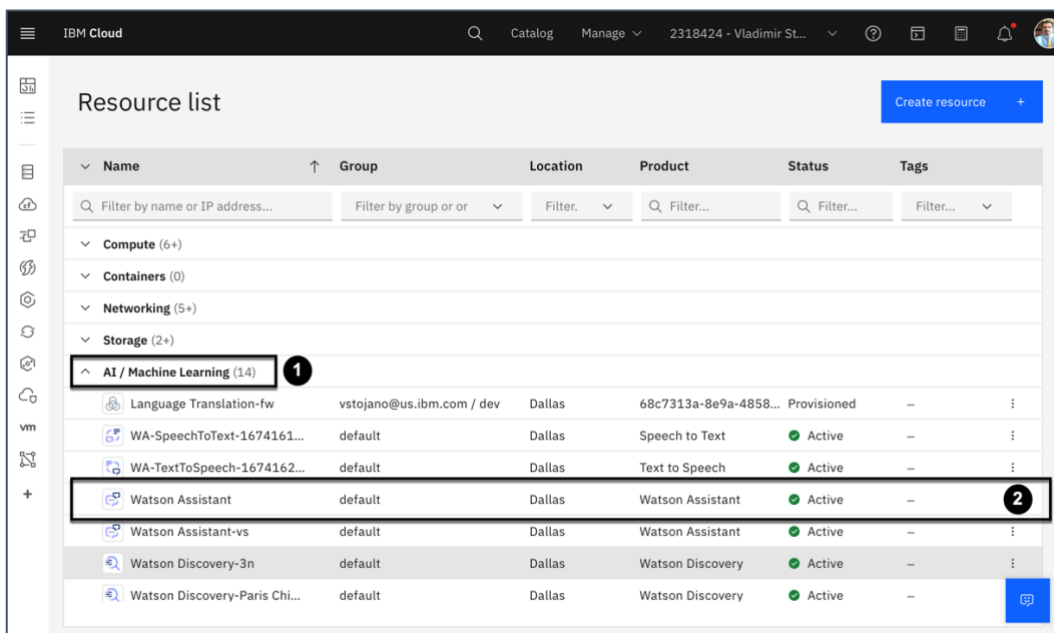 IBM Cloud Catalog Manage 2318424 - Vladimir St...
Resource list
Create resource +
Name Group Location Product Status Tags
Filter by name or IP address... Filter by group or or Filter. Filter... Filter... Filter...
Compute (6+)
Containers (0)
Networking (5+)
Storage (2+)
AI / Machine Learning (14) 1
Language Translation-fw vstojano@us.ibm.com / dev Dallas 68c7313a-8e9a-4858... Provisioned –
WA-SpeechToText-1674161... default Dallas Speech to Text Active –
WA-TextToSpeech-1674162... default Dallas Text to Speech Active –
Watson Assistant default Dallas Watson Assistant Active – 2
vm
Watson Assistant-vs default Dallas Watson Assistant Active –
Watson Discovery-3n default Dallas Watson Discovery Active –
Watson Discovery-Paris Chi... default Dallas Watson Discovery Active –